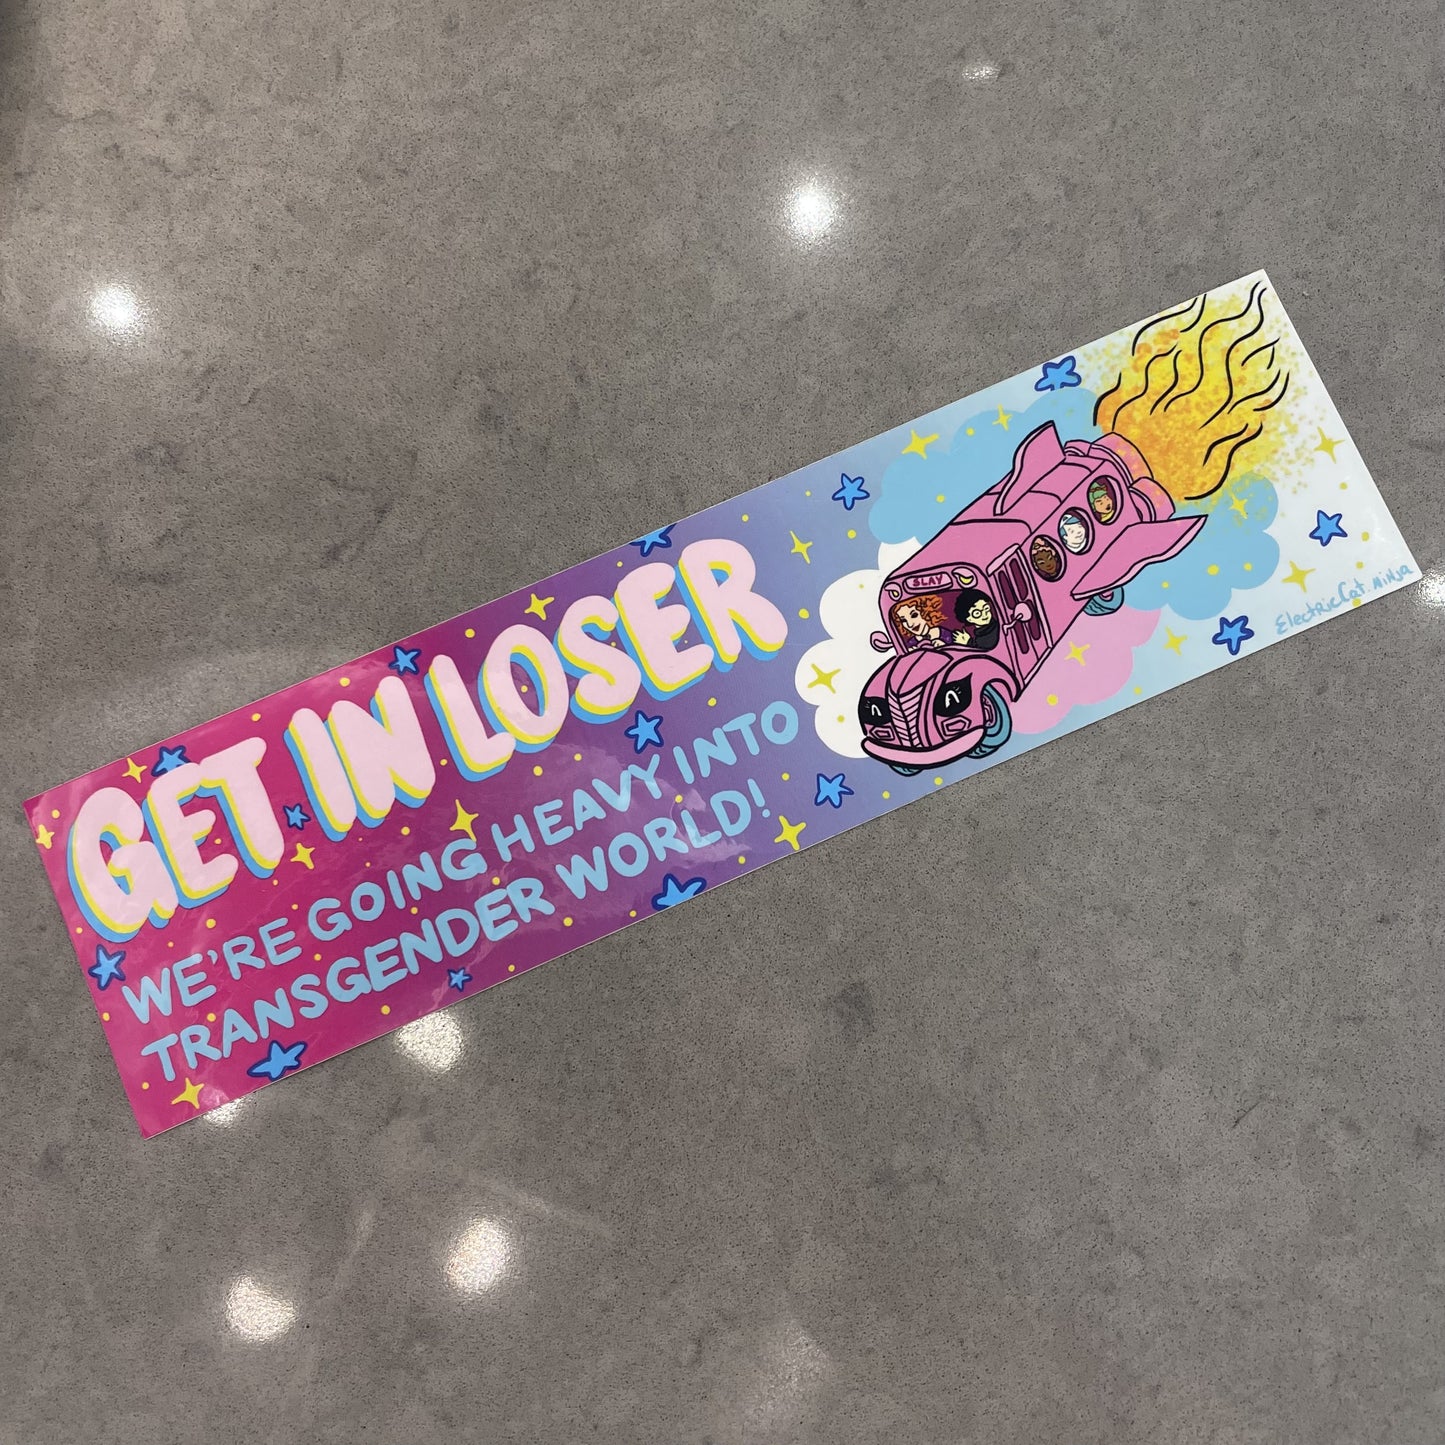 GET IN LOSER
WE'RE GOING HEAVY INTO
TRANSGENDER WORLD!
SLAY
ElectricCat.ninja